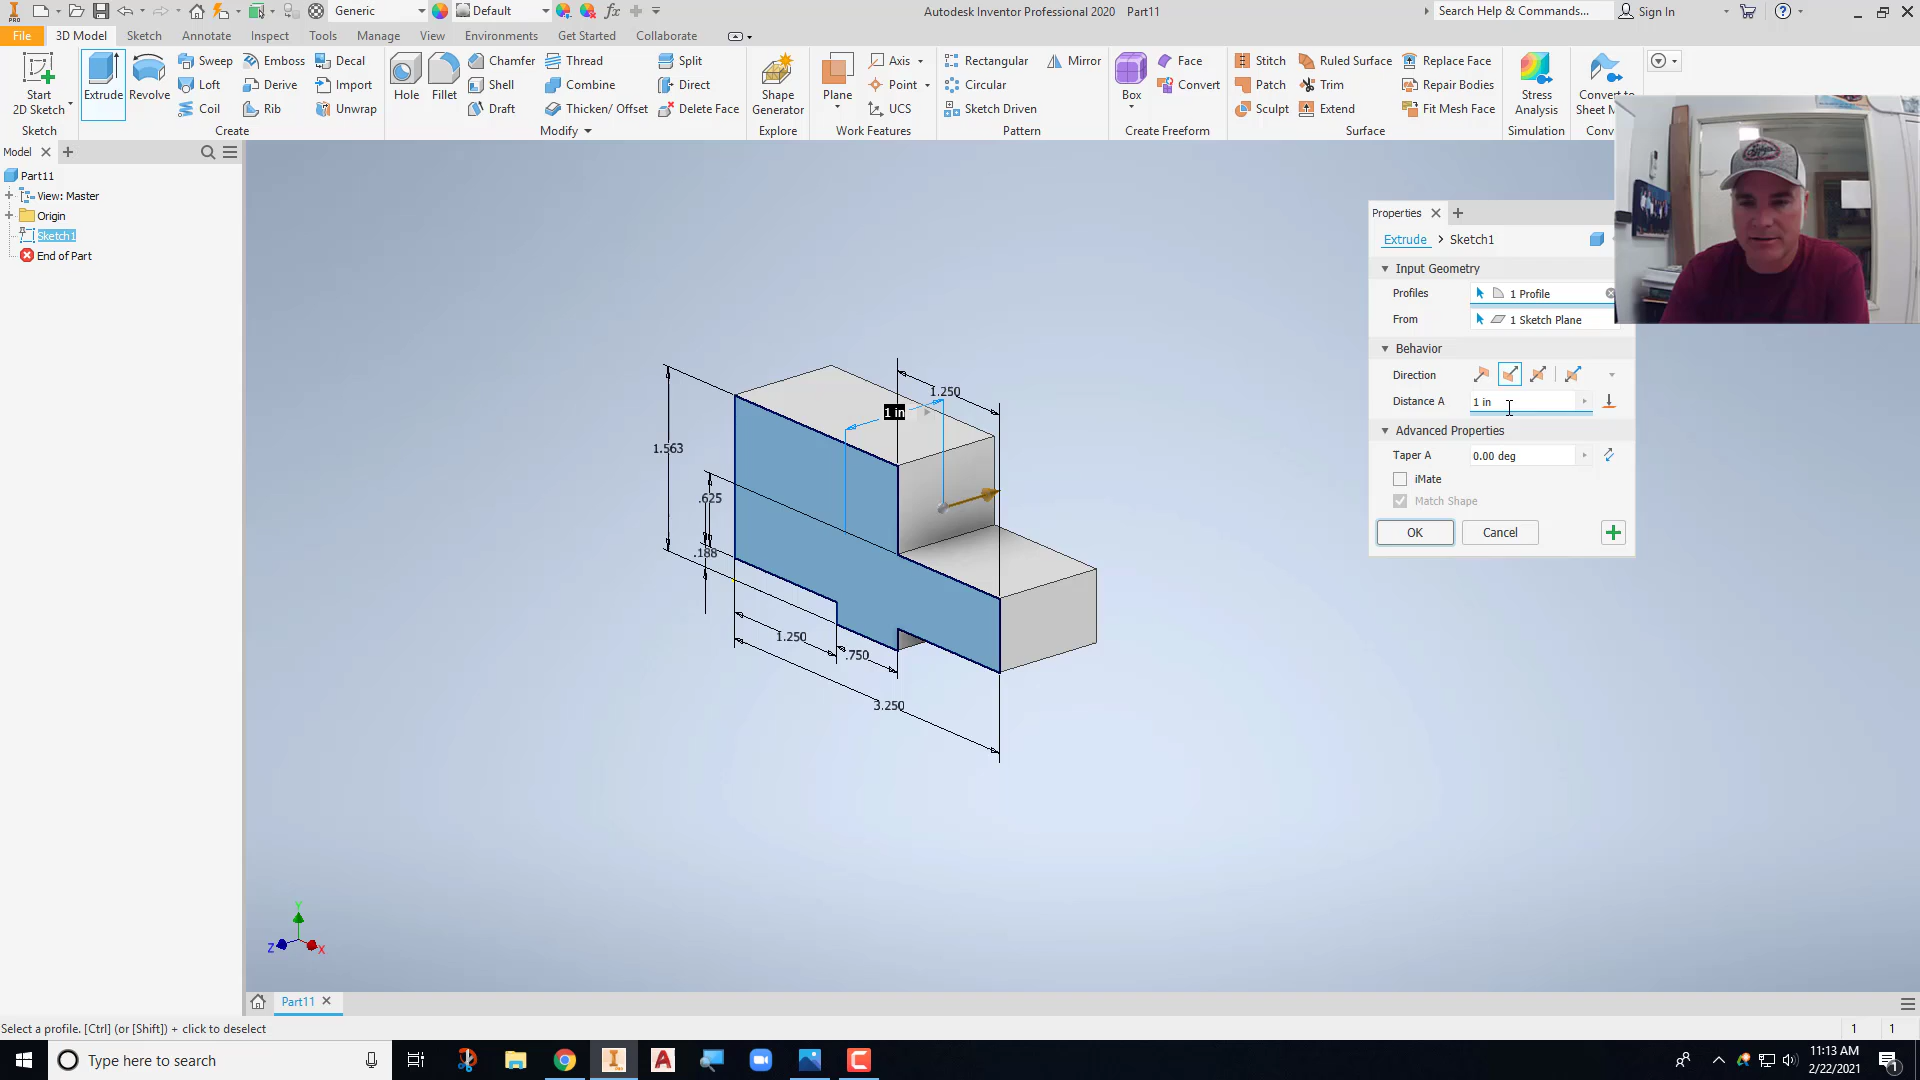 Generic
Default
Autodesk Inventor Professional 2020 Part11
Search Help & Commands...
Sign In
File 3D Model Sketch Annotate Inspect Tools Manage View Environments Get Started Collaborate
Start
2D Sketch
Extrude
Revolve
Sweep
Loft
Coil
Emboss
Derive
Rib
Decal
Import
Unwrap
Hole
Fillet
Chamfer
Shell
Draft
Thread
Combine
Thicken/ Offset
Split
Direct
Delete Face
Shape
Generator
Plane
Axis
Point
UCS
Rectangular
Circular
Sketch Driven
Mirror
Box
Face
Convert
Stitch
Patch
Sculpt
Ruled Surface
Trim
Extend
Replace Face
Repair Bodies
Fit Mesh Face
Stress
Analysis
Convert to
Sheet M
Sketch Create Modify Explore Work Features Pattern Create Freeform Surface Simulation Conv
Model
Part11
View: Master
Origin
Sketch1
End of Part
1.250
1 in
1.563
.625
.188
1.250
.750
3.250
Properties
Extrude > Sketch1
Input Geometry
Profiles 1 Profile
From 1 Sketch Plane
Behavior
Direction
Distance A 1 in
Advanced Properties
Taper A 0.00 deg
iMate
Match Shape
OK Cancel
Y
Z
X
Part11
Select a profile. [Ctrl] (or [Shift]) + click to deselect
1 1
Type here to search
11:13 AM
2/22/2021
1